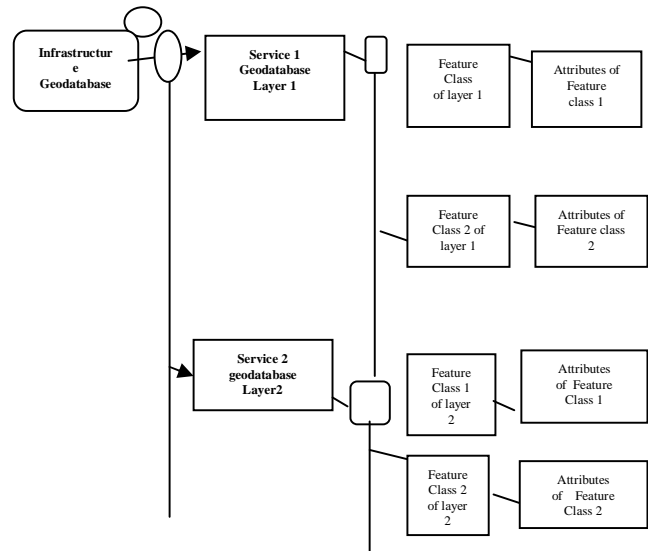 Infrastructur
e
Geodatabase
Service 1
Geodatabase
Layer 1
Feature
Class
of layer 1
Attributes of
Feature
class 1
Feature
Class 2 of
layer 1
Attributes of
Feature class
2
Service 2
geodatabase
Layer2
Feature
Class 1
of layer
2
Attributes
of Feature
Class 1
Feature
Class 2
of layer
2
Attributes
of Feature
Class 2